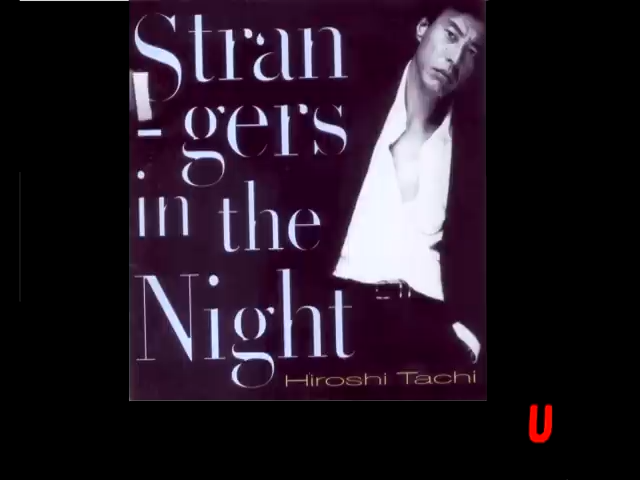 Stran
-gers
in the
Night
Hiroshi Tachi
U